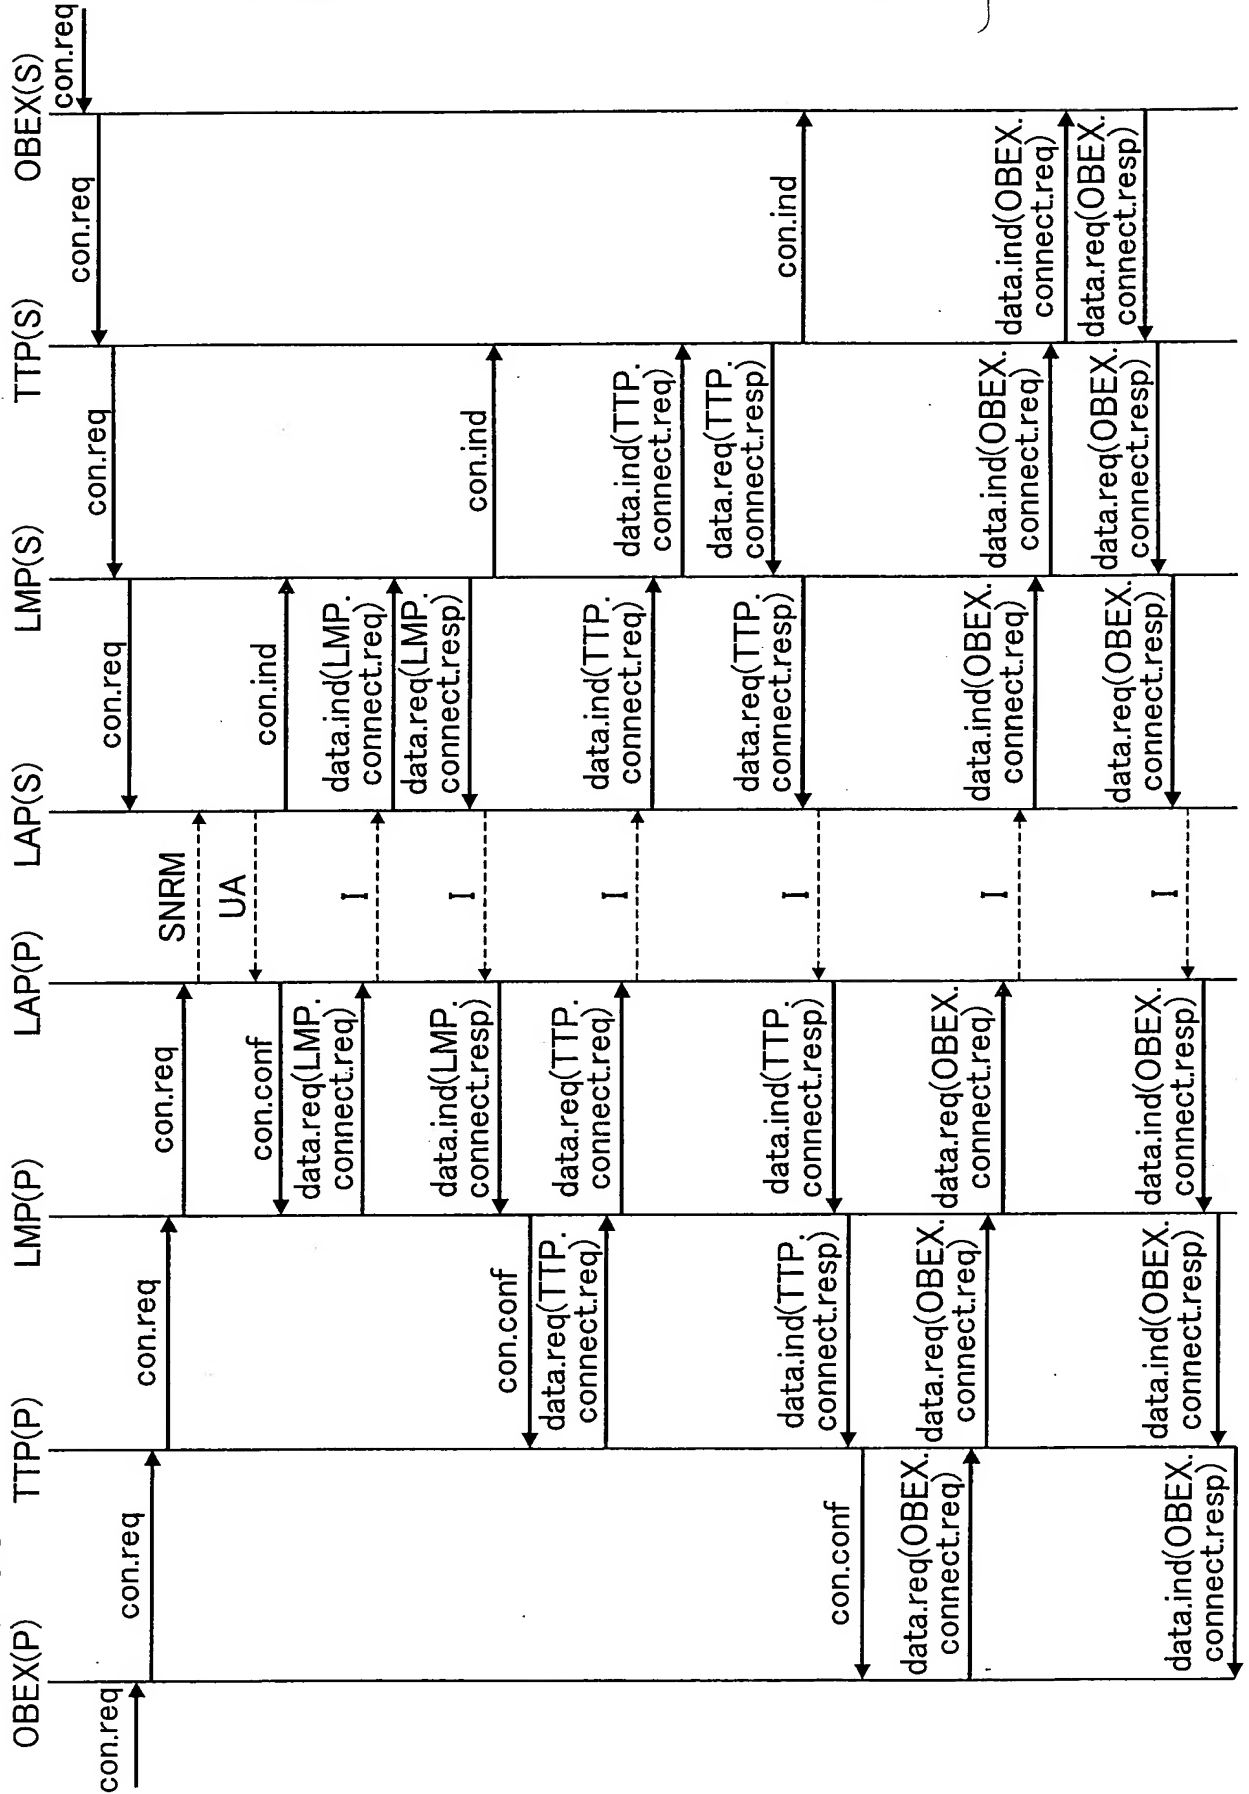 OBEX(P)
TTP(P)
LMP(P)
LAP(P)
LAP(S)
LMP(S)
TTP(S)
OBEX(S)
con.req
con.req
con.req
con.req
con.req
con.req
con.req
con.req
SNRM
UA
con.conf
con.ind
data.req(LMP.
connect.req)
I
data.ind(LMP.
connect.req)
data.req(LMP.
connect.resp)
I
data.ind(LMP.
connect.resp)
con.ind
con.conf
data.req(TTP.
connect.req)
data.req(TTP.
connect.req)
I
data.ind(TTP.
connect.req)
data.ind(TTP.
connect.req)
data.req(TTP.
connect.resp)
data.req(TTP.
connect.resp)
con.ind
I
data.ind(TTP.
connect.resp)
data.ind(TTP.
connect.resp)
con.conf
data.req(OBEX.
connect.req)
data.req(OBEX.
connect.req)
data.req(OBEX.
connect.req)
I
data.ind(OBEX.
connect.req)
data.ind(OBEX.
connect.req)
data.ind(OBEX.
connect.req)
data.req(OBEX.
connect.resp)
data.req(OBEX.
connect.resp)
data.req(OBEX.
connect.resp)
I
data.ind(OBEX.
connect.resp)
data.ind(OBEX.
connect.resp)
data.ind(OBEX.
connect.resp)